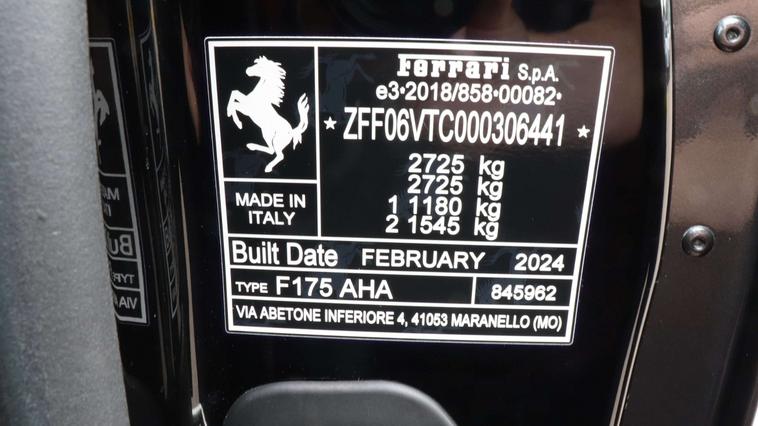 Ferrari S.p.A.
e3•2018/858•00082•
★ ZFF06VTC000306441 ★
2725 kg
2725 kg
1 1180 kg
2 1545 kg
MADE IN
ITALY
Built Date FEBRUARY 2024
TYPE F175 AHA 845962
VIA ABETONE INFERIORE 4, 41053 MARANELLO (MO)